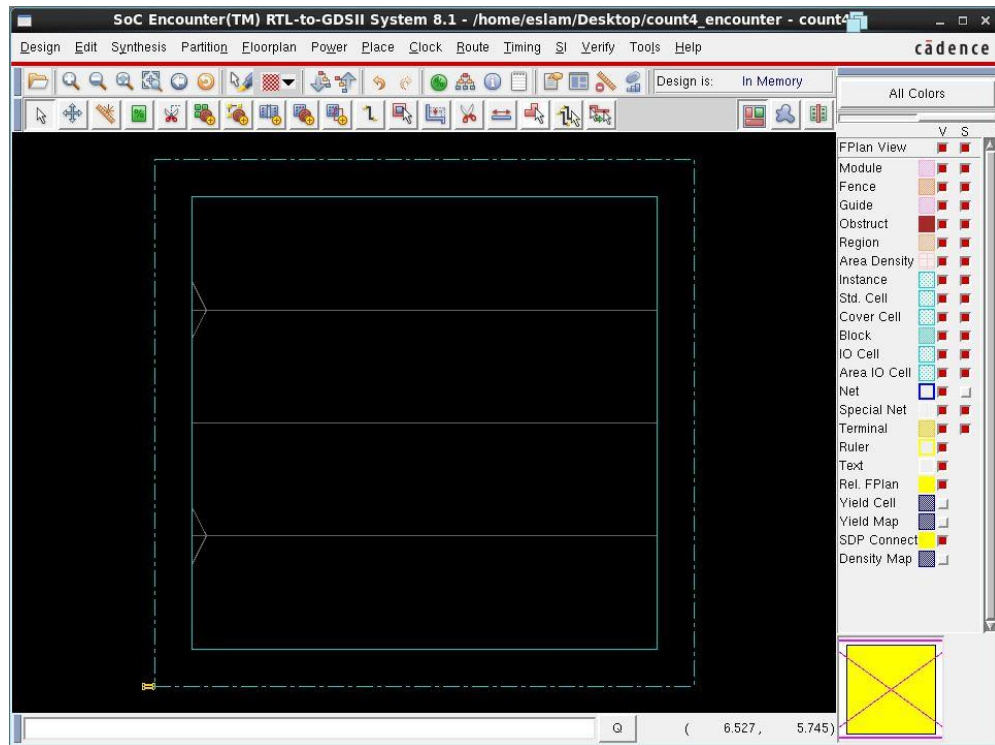 SoC Encounter(TM) RTL-to-GDSII System 8.1 - /home/eslam/Desktop/count4_encounter - count4
Design Edit Synthesis Partition Floorplan Power Place Clock Route Timing SI Verify Tools Help
cādence
Design is: In Memory
All Colors
V S
FPlan View
Module
Fence
Guide
Obstruct
Region
Area Density
Instance
Std. Cell
Cover Cell
Block
IO Cell
Area IO Cell
Net
Special Net
Terminal
Ruler
Text
Rel. FPlan
Yield Cell
Yield Map
SDP Connect
Density Map
Q ( 6.527, 5.745)